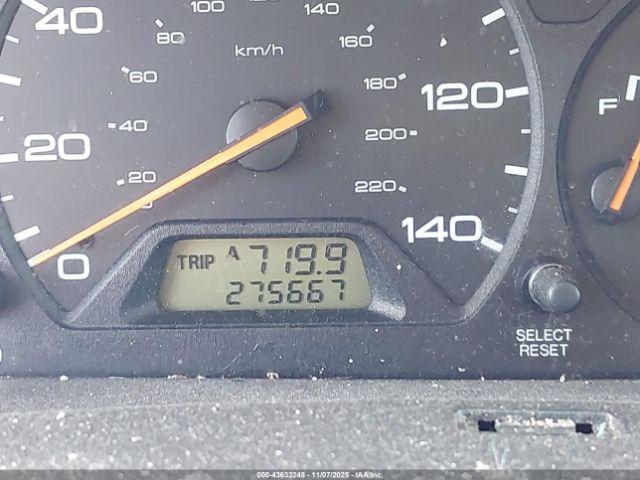 100 120 140
40 80 160
km/h
60 180 120
40 200
20 20 220
0 140
TRIP A 719.9
275667
F
SELECT
RESET
000-43633248 - 11/07/2025 - IAA Inc.